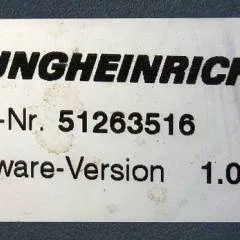 UNGHEINRICH
-Nr. 51263516
ware-Version 1.0